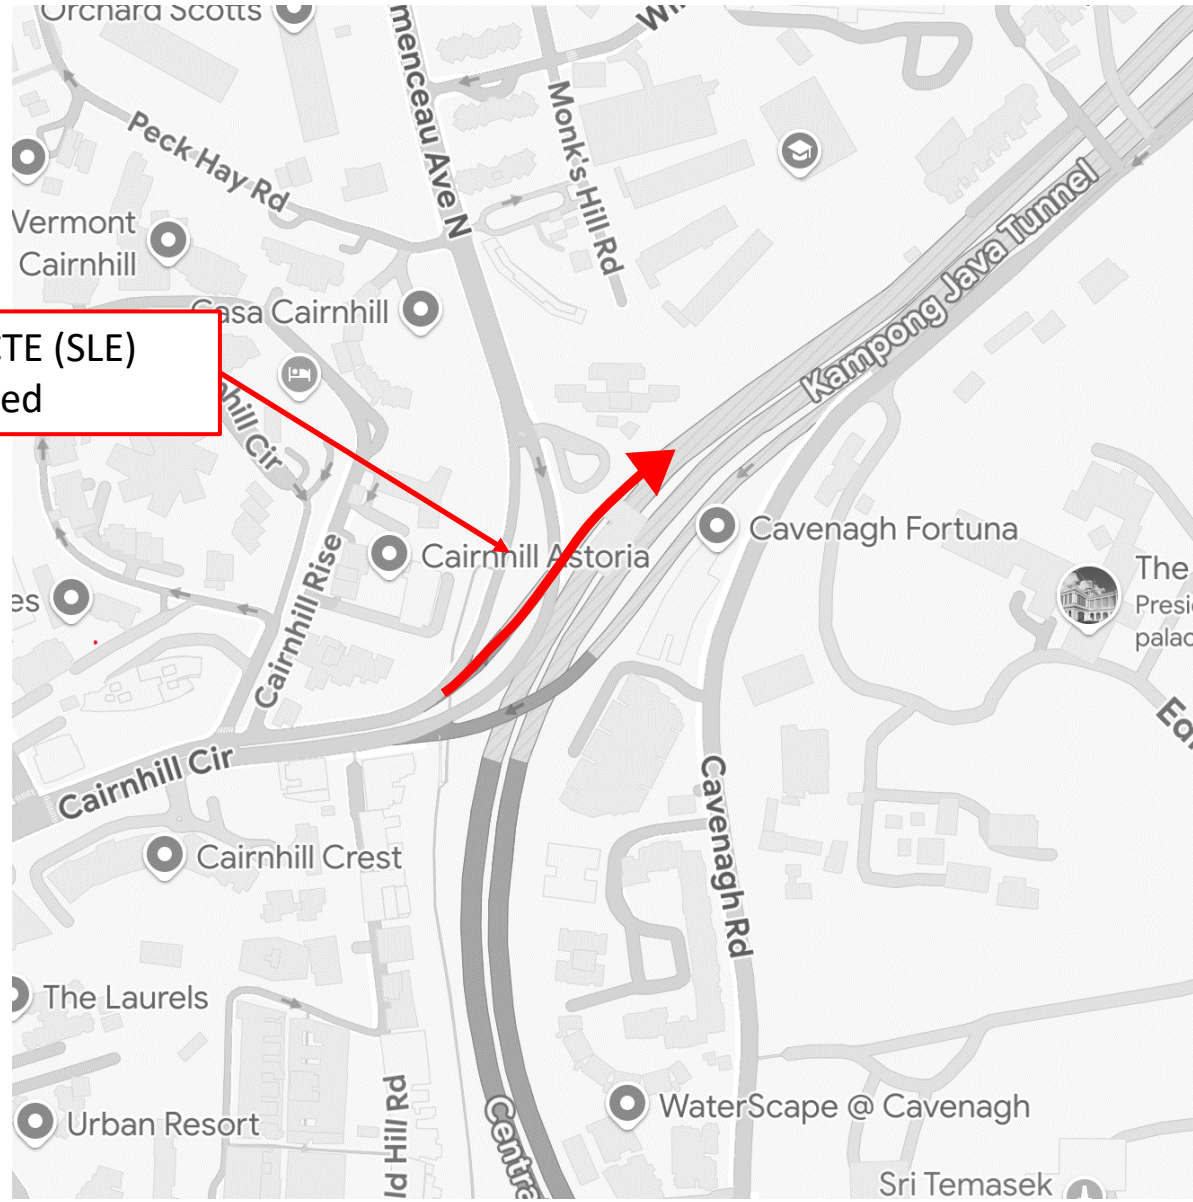 Orchard Scotts
menceau Ave N
Peck Hay Rd
Monk's Hill Rd
Vermont
Cairnhill
Casa Cairnhill
Kampong Java Tunnel
CTE (SLE)
ed
nhill Cir
Cairnhill Rise
Cairnhill Astoria
Cavenagh Fortuna
The
Presi
palac
es
Cairnhill Cir
Cavenagh Rd
Cairnhill Crest
The Laurels
ld Hill Rd
Centra
Urban Resort
WaterScape @ Cavenagh
Sri Temasek